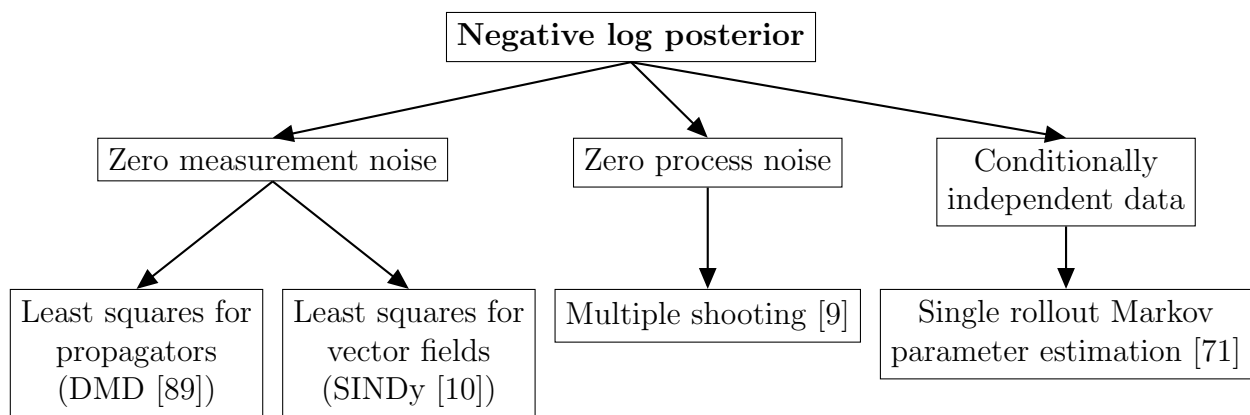 Negative log posterior
Zero measurement noise
Zero process noise
Conditionally
independent data
Least squares for
propagators
(DMD [89])
Least squares for
vector fields
(SINDy [10])
Multiple shooting [9]
Single rollout Markov
parameter estimation [71]